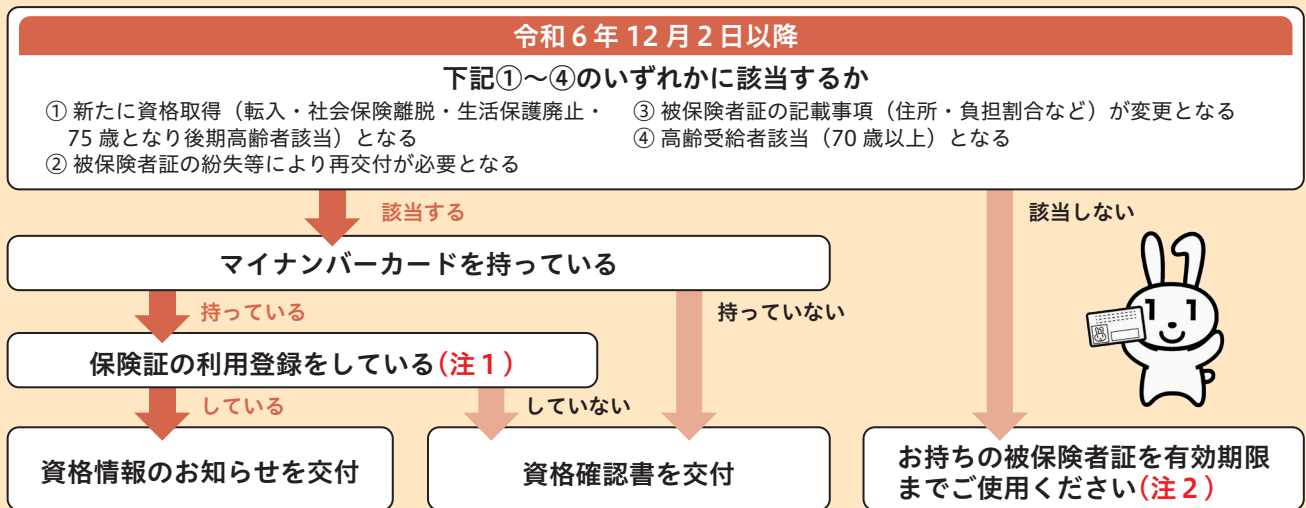 令和6年12月2日以降
下記①～④のいずれかに該当するか
① 新たに資格取得（転入・社会保険離脱・生活保護廃止・
75歳となり後期高齢者該当）となる
② 被保険者証の紛失等により再交付が必要となる
③ 被保険者証の記載事項（住所・負担割合など）が変更となる
④ 高齢受給者該当（70歳以上）となる
該当する
該当しない
マイナンバーカードを持っている
持っている
持っていない
保険証の利用登録をしている(注1)
している
していない
資格情報のお知らせを交付
資格確認書を交付
お持ちの被保険者証を有効期限
までご使用ください(注2)